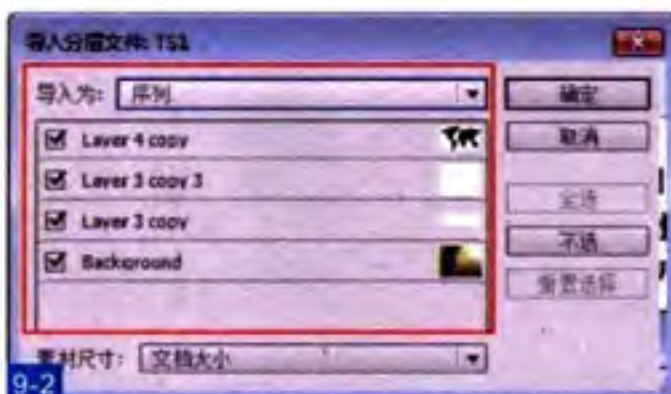 导入分层文件: TS1
导入为: 序列
确定
Layer 4 copy
取消
Layer 3 copy 3
全选
Layer 3 copy
不选
Background
重置选择
素材尺寸: 文档大小
9-2